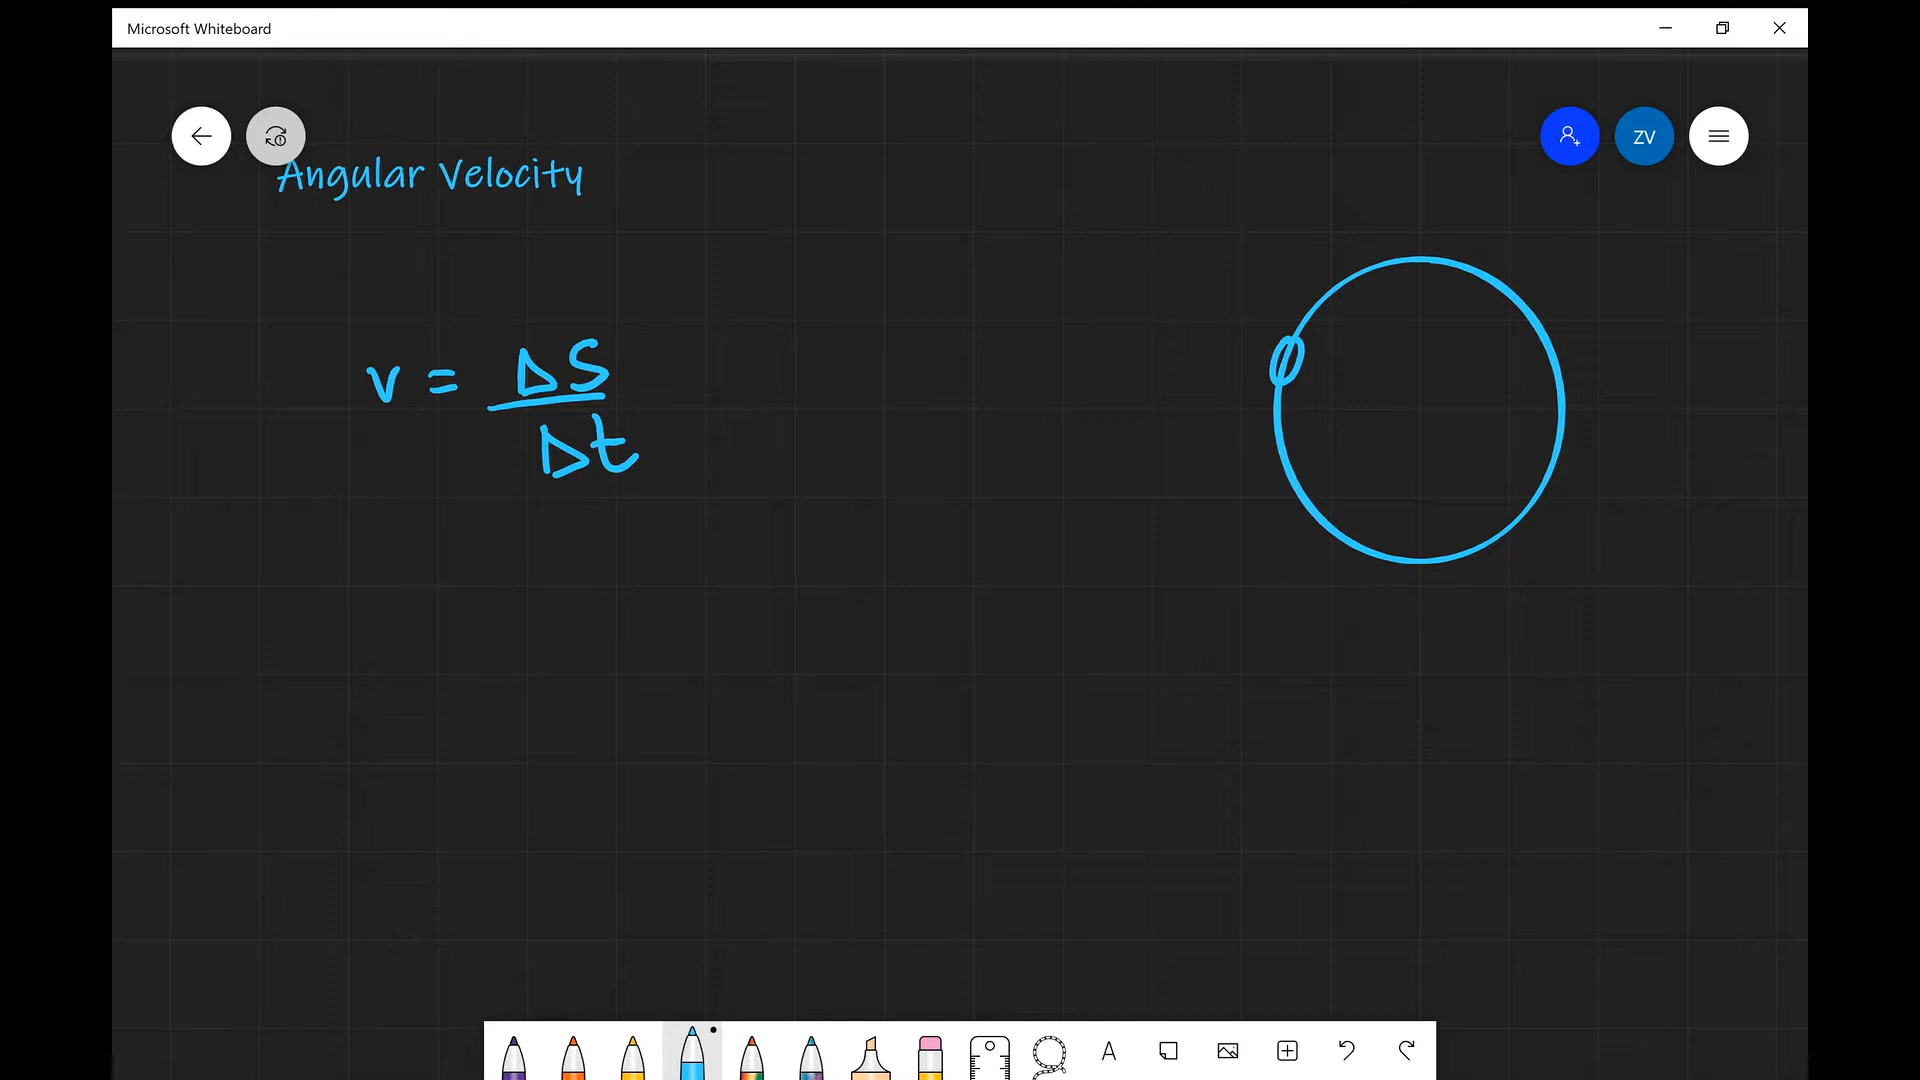 Microsoft Whiteboard
ZV
Angular Velocity
v = ΔS
Δt
A